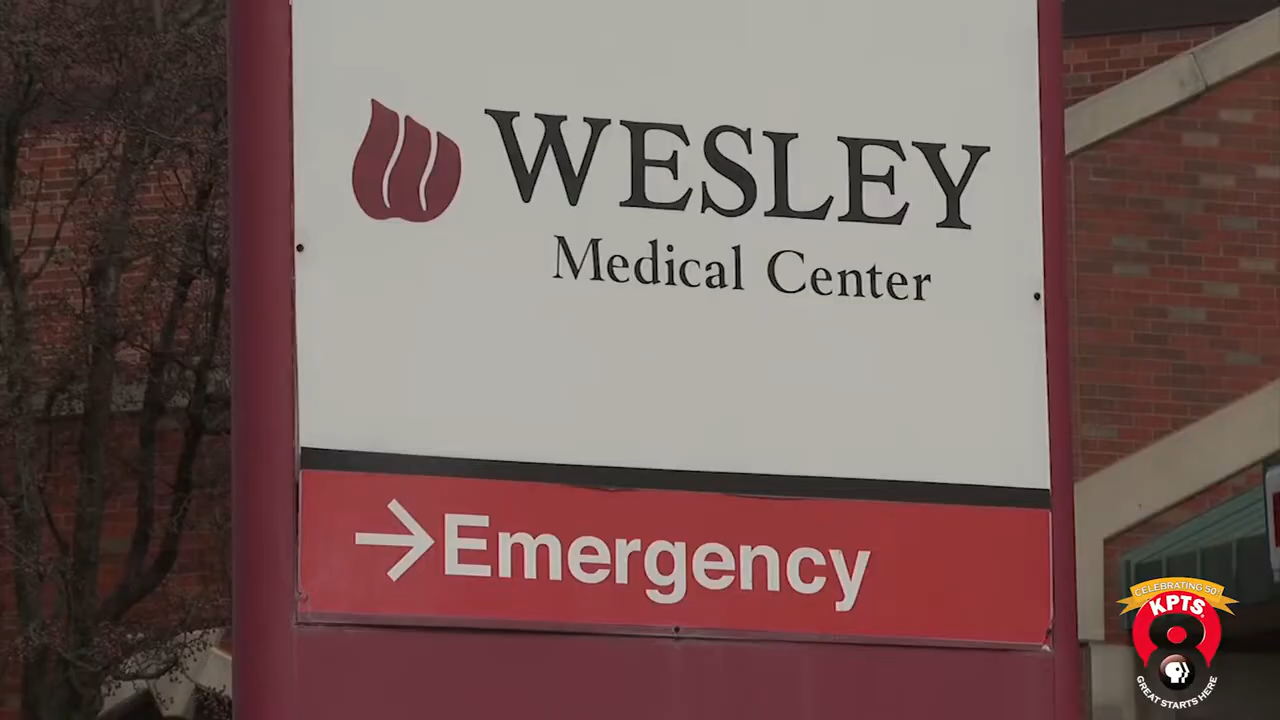 WESLEY
Medical Center
→Emergency
CELEBRATING 50
KPTS
8
GREAT STARTS HERE